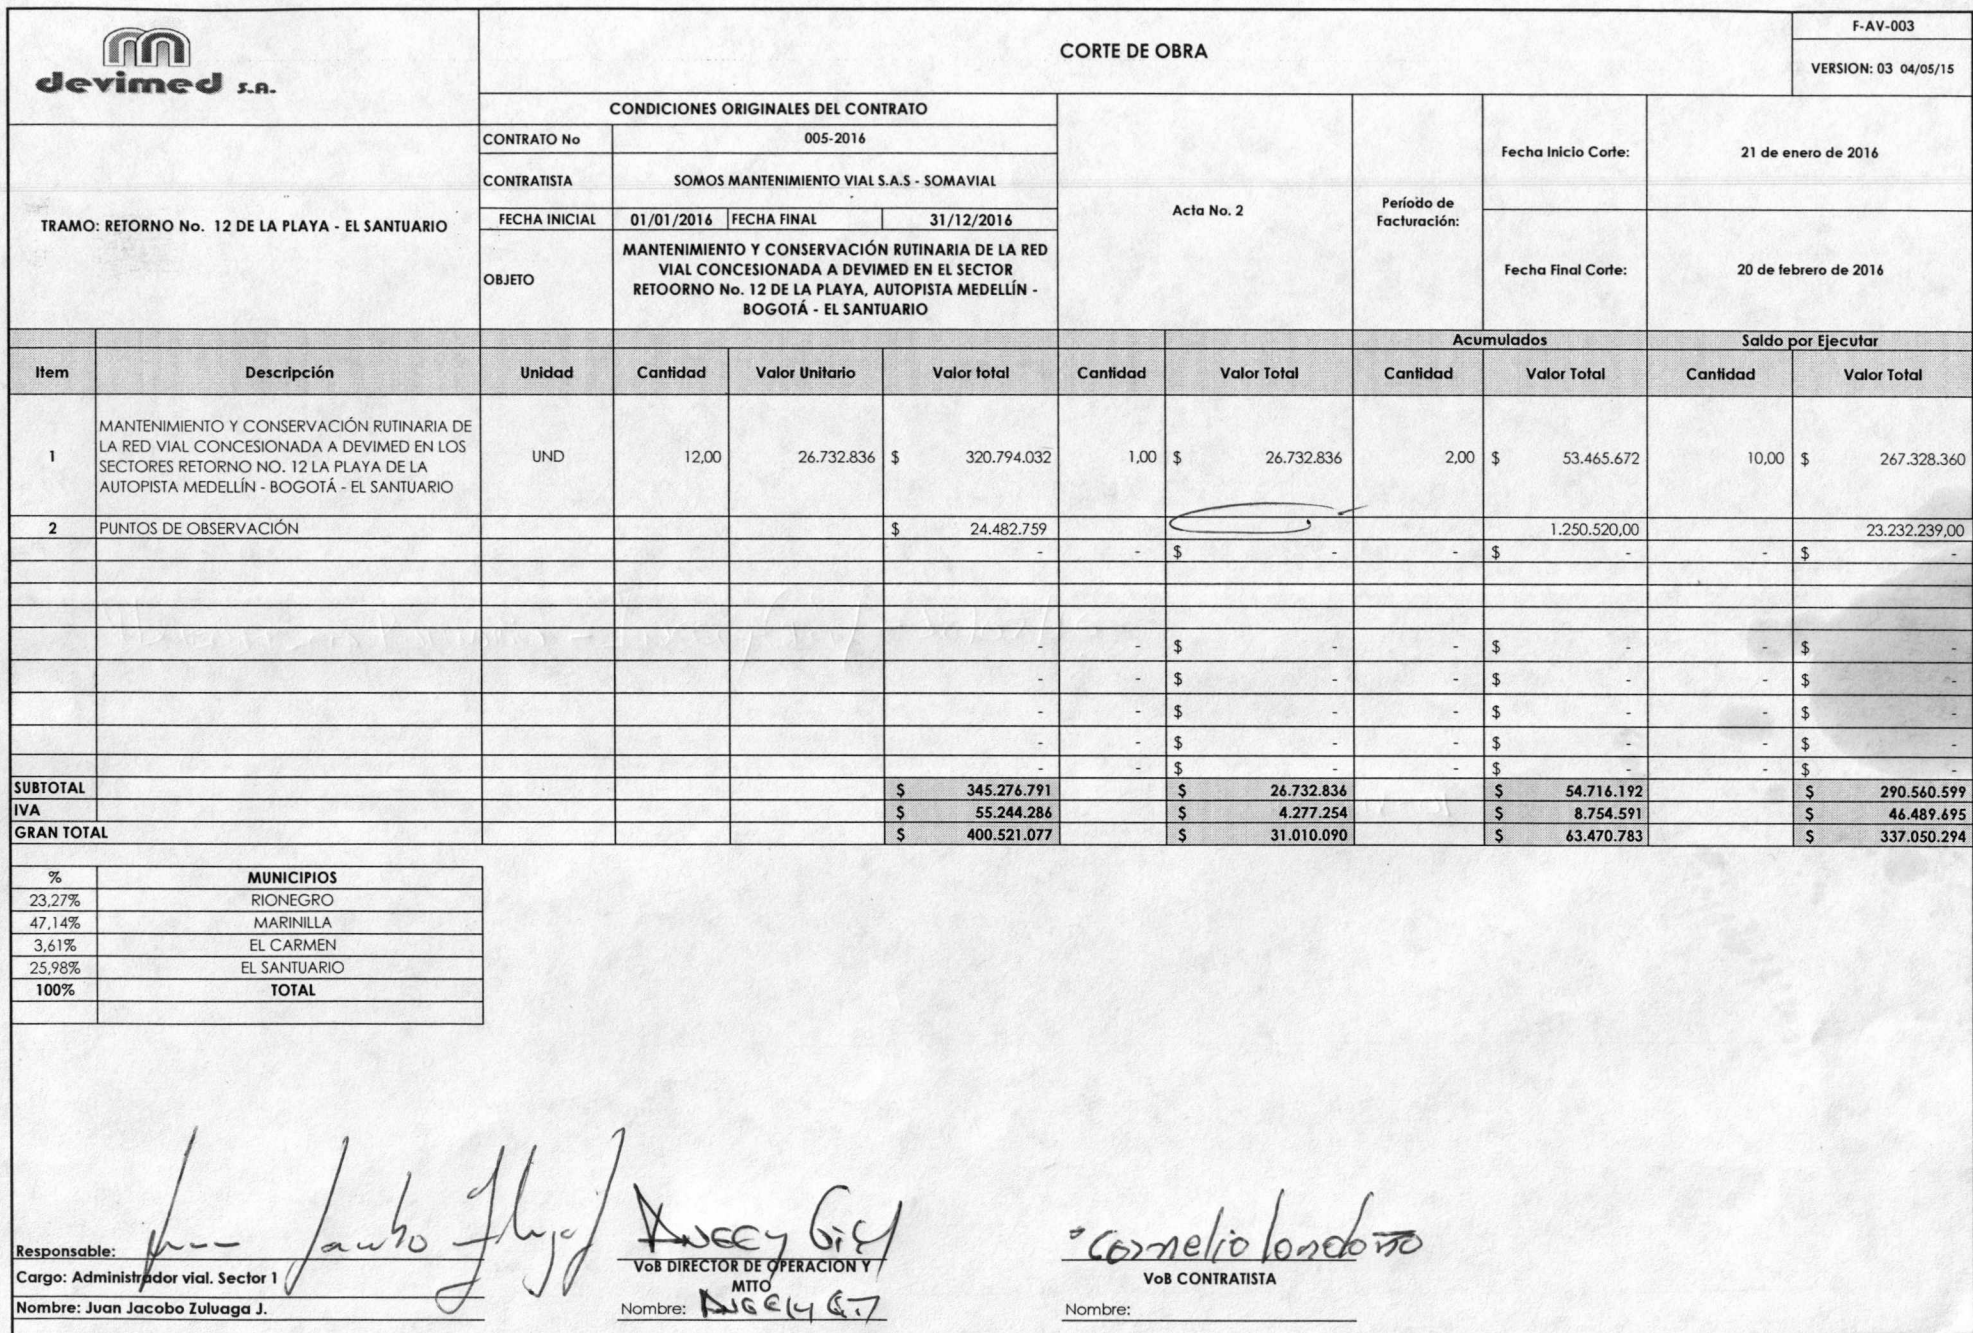 devimed S.A.
CORTE DE OBRA
F-AV-003
VERSION: 03 04/05/15
CONDICIONES ORIGINALES DEL CONTRATO
CONTRATO No 005-2016
CONTRATISTA SOMOS MANTENIMIENTO VIAL S.A.S - SOMAVIAL
FECHA INICIAL 01/01/2016 FECHA FINAL 31/12/2016
OBJETO
MANTENIMIENTO Y CONSERVACIÓN RUTINARIA DE LA RED
VIAL CONCESIONADA A DEVIMED EN EL SECTOR
RETOORNO No. 12 DE LA PLAYA, AUTOPISTA MEDELLÍN -
BOGOTÁ - EL SANTUARIO
TRAMO: RETORNO No. 12 DE LA PLAYA - EL SANTUARIO
Acta No. 2
Período de
Facturación:
Fecha Inicio Corte: 21 de enero de 2016
Fecha Final Corte: 20 de febrero de 2016
Acumulados Saldo por Ejecutar
Item Descripción Unidad Cantidad Valor Unitario Valor total Cantidad Valor Total Cantidad Valor Total Cantidad Valor Total
MANTENIMIENTO Y CONSERVACIÓN RUTINARIA DE
LA RED VIAL CONCESIONADA A DEVIMED EN LOS
SECTORES RETORNO NO. 12 LA PLAYA DE LA
AUTOPISTA MEDELLÍN - BOGOTÁ - EL SANTUARIO
1 UND 12,00 26.732.836 $ 320.794.032 1,00 $ 26.732.836 2,00 $ 53.465.672 10,00 $ 267.328.360
2 PUNTOS DE OBSERVACIÓN $ 24.482.759 1.250.520,00 23.232.239,00
- - $ - - $ - - $ -
- - $ - - $ - - $ -
- - $ - - $ - - $ -
- - $ - - $ - - $ -
- - $ - - $ - - $ -
- - $ - - $ - - $ -
SUBTOTAL $ 345.276.791 $ 26.732.836 $ 54.716.192 $ 290.560.599
IVA $ 55.244.286 $ 4.277.254 $ 8.754.591 $ 46.489.695
GRAN TOTAL $ 400.521.077 $ 31.010.090 $ 63.470.783 $ 337.050.294
% MUNICIPIOS
23,27% RIONEGRO
47,14% MARINILLA
3,61% EL CARMEN
25,98% EL SANTUARIO
100% TOTAL
Responsable: Juan Jacobo Zuluaga J
Cargo: Administrador vial. Sector 1
Nombre: Juan Jacobo Zuluaga J.
Angely Gil
VoB DIRECTOR DE OPERACION Y
MTTO
Nombre: Angely Gil
Cornelio Londoño
VoB CONTRATISTA
Nombre: